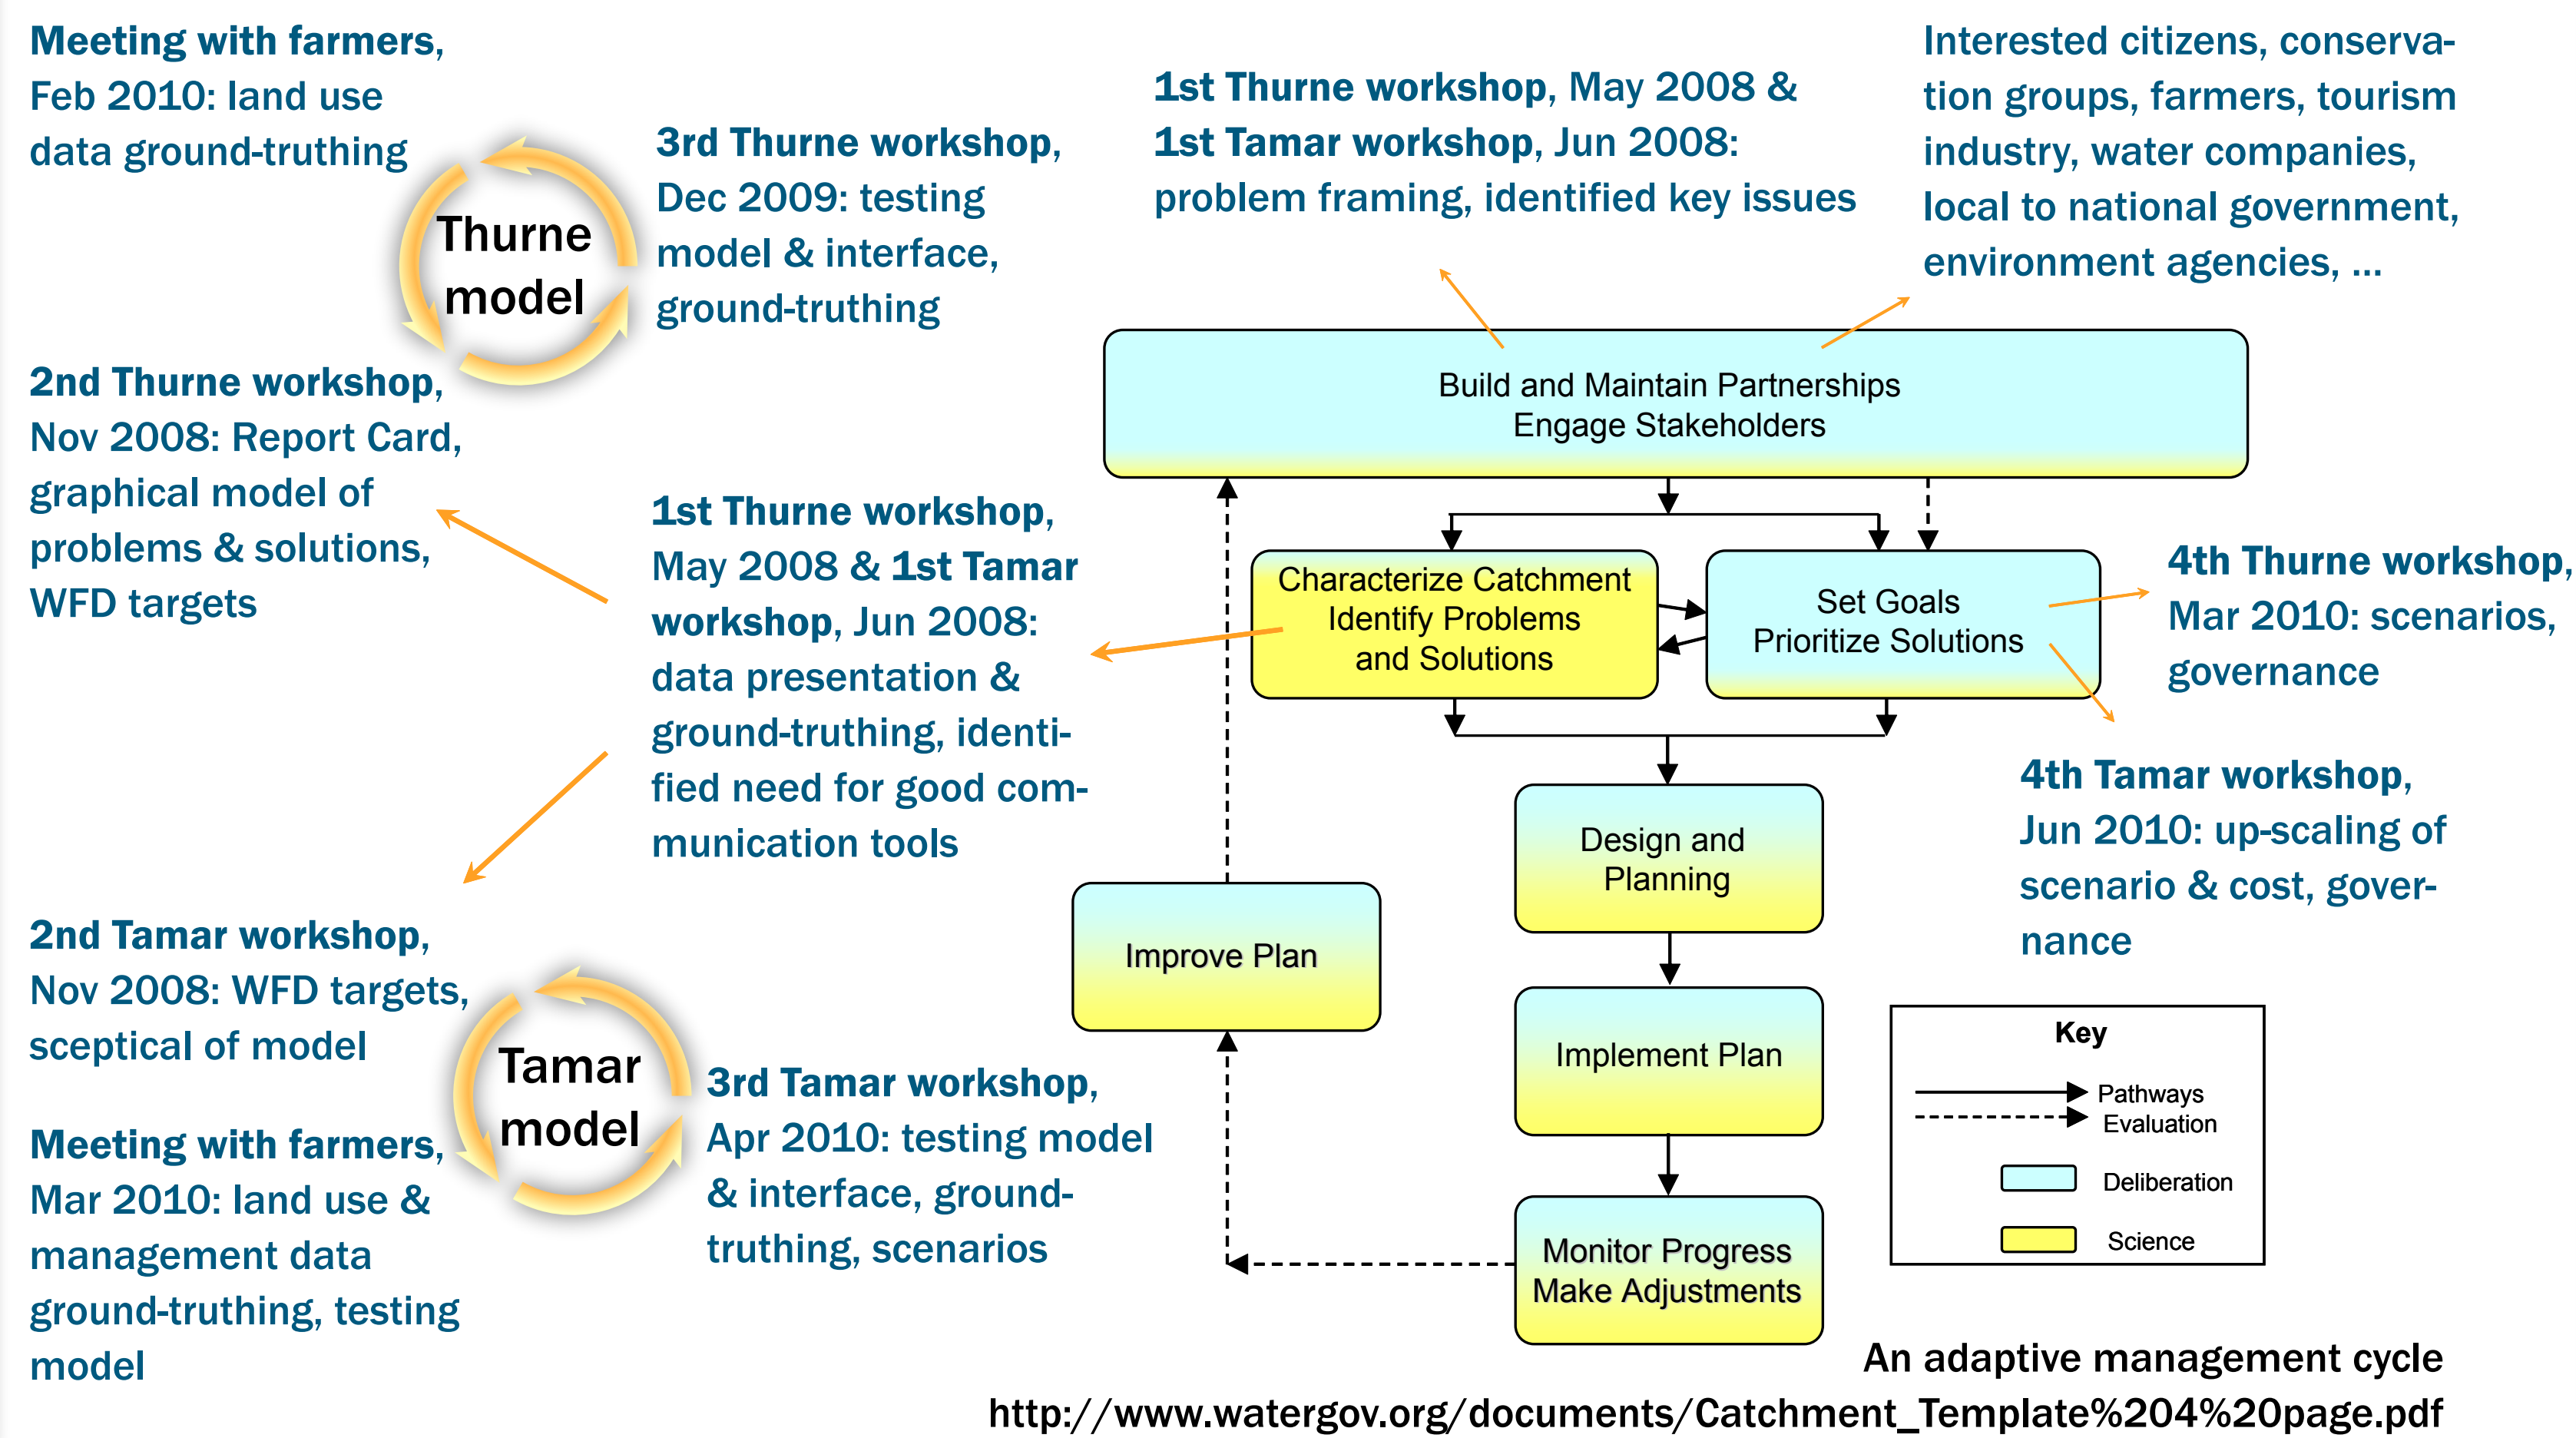 Meeting with farmers,
Feb 2010: land use
data ground-truthing
Thurne
model
3rd Thurne workshop,
Dec 2009: testing
model & interface,
ground-truthing
2nd Thurne workshop,
Nov 2008: Report Card,
graphical model of
problems & solutions,
WFD targets
1st Thurne workshop,
May 2008 & 1st Tamar
workshop, Jun 2008:
data presentation &
ground-truthing, identi-
fied need for good com-
munication tools
2nd Tamar workshop,
Nov 2008: WFD targets,
sceptical of model
Tamar
model
Meeting with farmers,
Mar 2010: land use &
management data
ground-truthing, testing
model
3rd Tamar workshop,
Apr 2010: testing model
& interface, ground-
truthing, scenarios
1st Thurne workshop, May 2008 &
1st Tamar workshop, Jun 2008:
problem framing, identified key issues
Interested citizens, conserva-
tion groups, farmers, tourism
industry, water companies,
local to national government,
environment agencies, ...
Build and Maintain Partnerships
Engage Stakeholders
Characterize Catchment
Identify Problems
and Solutions
Set Goals
Prioritize Solutions
4th Thurne workshop,
Mar 2010: scenarios,
governance
4th Tamar workshop,
Jun 2010: up-scaling of
scenario & cost, gover-
nance
Design and
Planning
Improve Plan
Implement Plan
Monitor Progress
Make Adjustments
Key
Pathways
Evaluation
Deliberation
Science
An adaptive management cycle
http://www.watergov.org/documents/Catchment_Template%204%20page.pdf